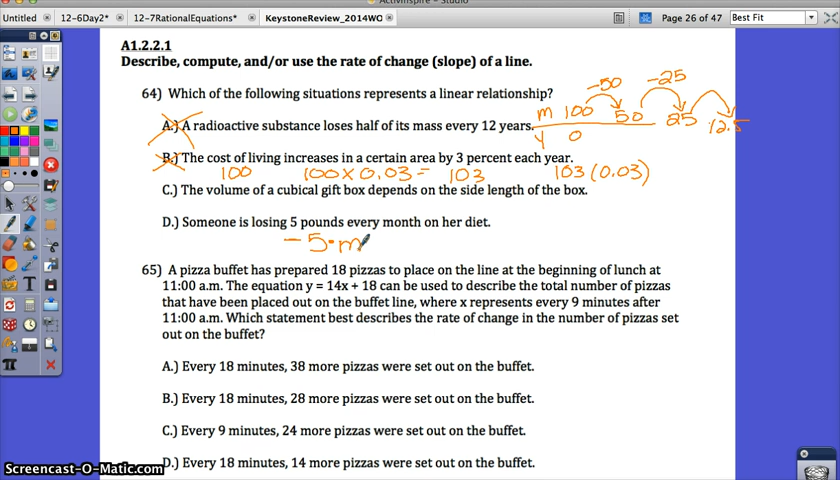 ActivInspire - Studio
Untitled
12-6Day2*
12-7RationalEquations*
KeystoneReview_2014WO
Page 26 of 47
Best Fit
A1.2.2.1
Describe, compute, and/or use the rate of change (slope) of a line.
-50 -25
64) Which of the following situations represents a linear relationship?
m 100 50 25 12.5
A.) A radioactive substance loses half of its mass every 12 years.
y 0
B.) The cost of living increases in a certain area by 3 percent each year.
100 100 x 0.03 = 103 103 (0.03)
C.) The volume of a cubical gift box depends on the side length of the box.
D.) Someone is losing 5 pounds every month on her diet.
-5·m
65) A pizza buffet has prepared 18 pizzas to place on the line at the beginning of lunch at
11:00 a.m. The equation y = 14x + 18 can be used to describe the total number of pizzas
that have been placed out on the buffet line, where x represents every 9 minutes after
11:00 a.m. Which statement best describes the rate of change in the number of pizzas set
out on the buffet?
A.) Every 18 minutes, 38 more pizzas were set out on the buffet.
B.) Every 18 minutes, 28 more pizzas were set out on the buffet.
C.) Every 9 minutes, 24 more pizzas were set out on the buffet.
D.) Every 18 minutes, 14 more pizzas were set out on the buffet.
Screencast-O-Matic.com